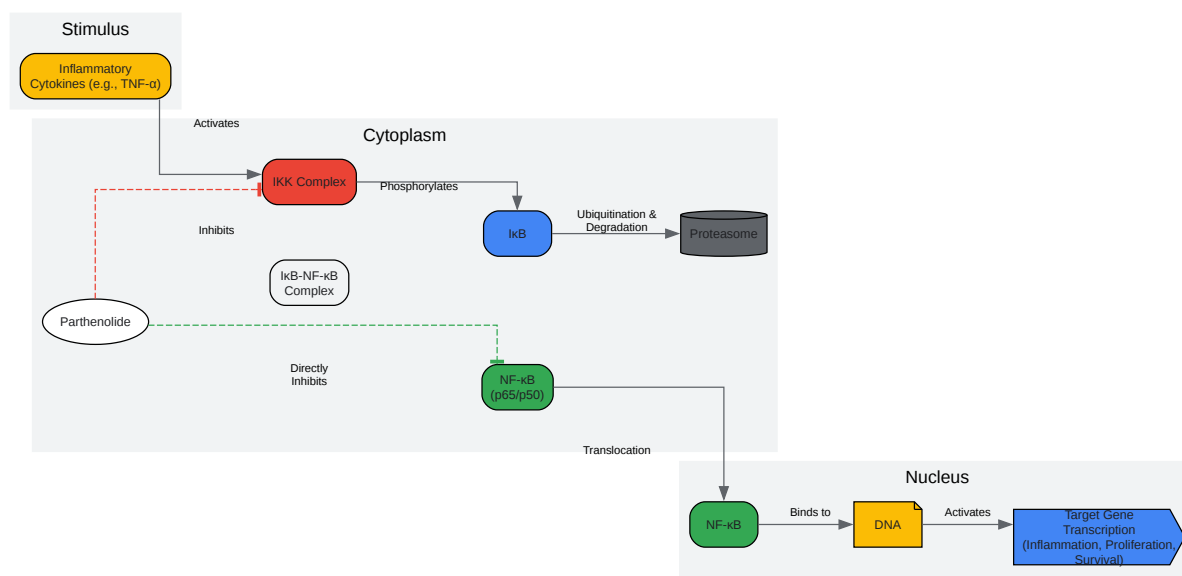 Stimulus
Inflammatory
Cytokines (e.g., TNF-α)
Activates
Cytoplasm
IKK Complex
Phosphorylates
IκB
Ubiquitination &
Degradation
Proteasome
Inhibits
IκB-NF-κB
Complex
Parthenolide
Directly
Inhibits
NF-κB
(p65/p50)
Translocation
Nucleus
NF-κB
Binds to
DNA
Activates
Target Gene
Transcription
(Inflammation, Proliferation,
Survival)